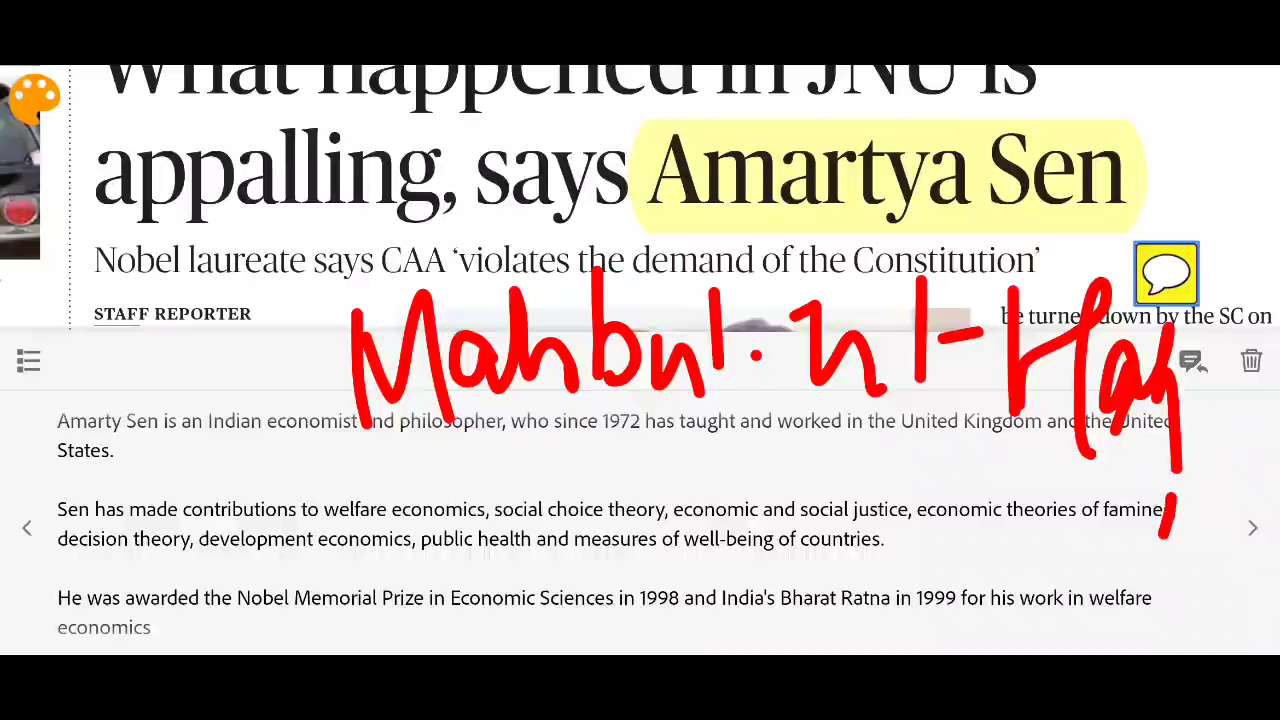 What happened in JNU is
appalling, says Amartya Sen
Nobel laureate says CAA ‘violates the demand of the Constitution’
STAFF REPORTER
be turned down by the SC on
Mahbul. ul-Haq
Amarty Sen is an Indian economist and philosopher, who since 1972 has taught and worked in the United Kingdom and the United
States.
Sen has made contributions to welfare economics, social choice theory, economic and social justice, economic theories of famine,
decision theory, development economics, public health and measures of well-being of countries.
He was awarded the Nobel Memorial Prize in Economic Sciences in 1998 and India's Bharat Ratna in 1999 for his work in welfare
economics